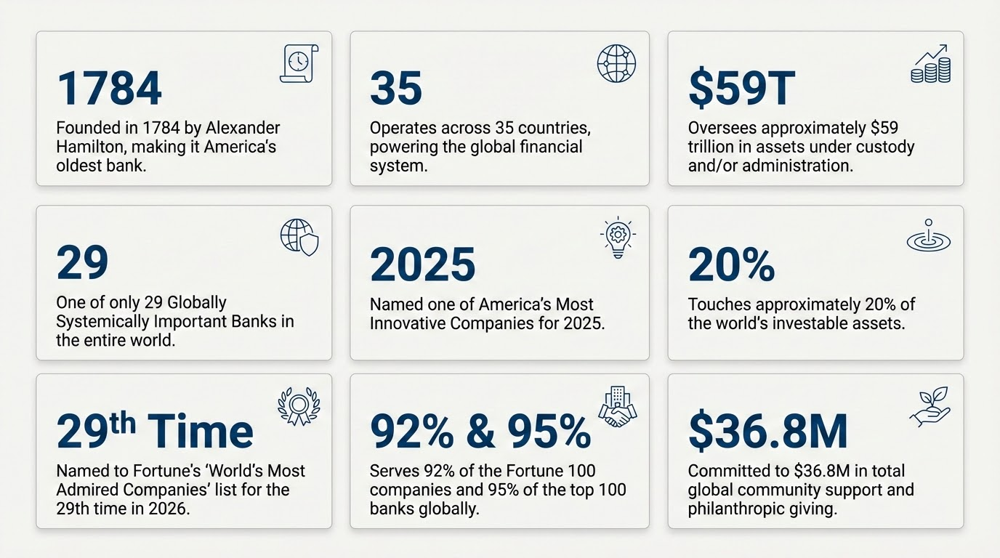 1784
Founded in 1784 by Alexander
Hamilton, making it America's
oldest bank.
35
Operates across 35 countries,
powering the global financial
system.
$59T
Oversees approximately $59
trillion in assets under custody
and/or administration.
29
One of only 29 Globally
Systemically Important Banks in
the entire world.
2025
Named one of America's Most
Innovative Companies for 2025.
20%
Touches approximately 20% of
the world's investable assets.
29th Time
Named to Fortune's ‘World's Most
Admired Companies’ list for the
29th time in 2026.
92% & 95%
Serves 92% of the Fortune 100
companies and 95% of the top 100
banks globally.
$36.8M
Committed to $36.8M in total
global community support and
philanthropic giving.